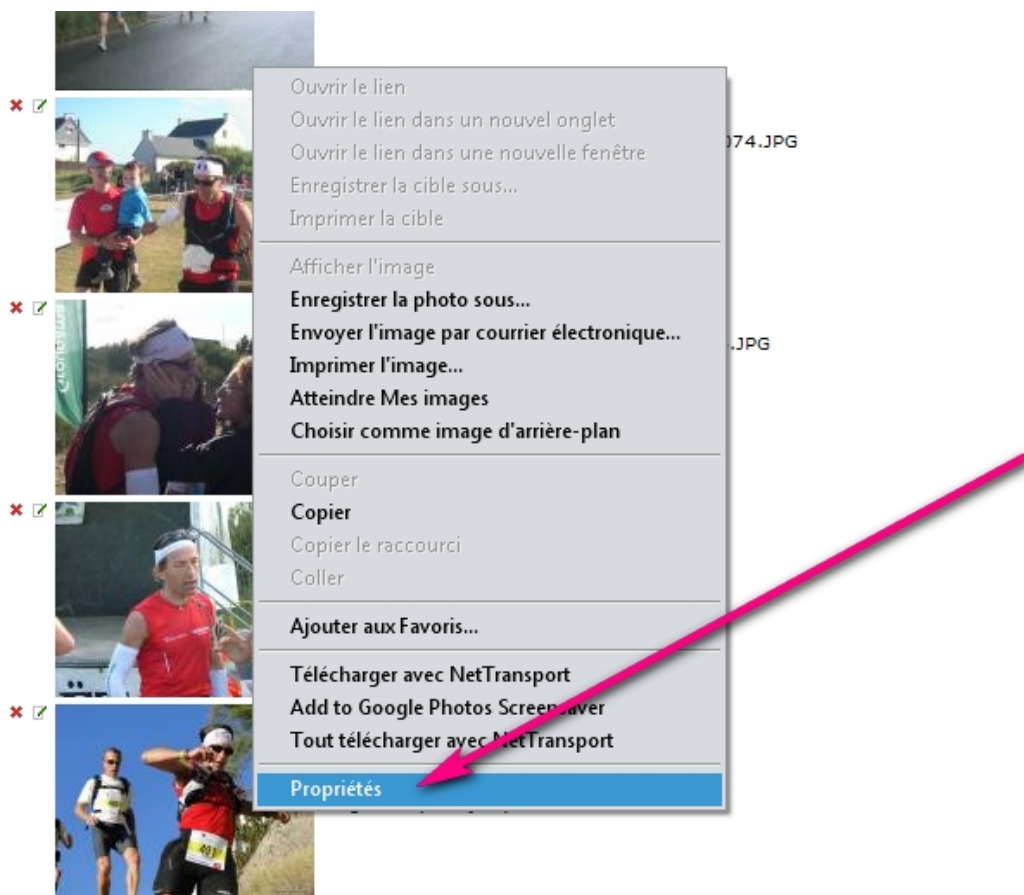 Ouvrir le lien
Ouvrir le lien dans un nouvel onglet
074.JPG
Ouvrir le lien dans une nouvelle fenêtre
Enregistrer la cible sous...
Imprimer la cible
Afficher l'image
Enregistrer la photo sous...
Envoyer l'image par courrier électronique...
.JPG
Imprimer l'image...
Atteindre Mes images
Choisir comme image d'arrière-plan
Couper
Copier
Copier le raccourci
Coller
Ajouter aux Favoris...
Télécharger avec NetTransport
Add to Google Photos Screensaver
Tout télécharger avec NetTransport
Propriétés